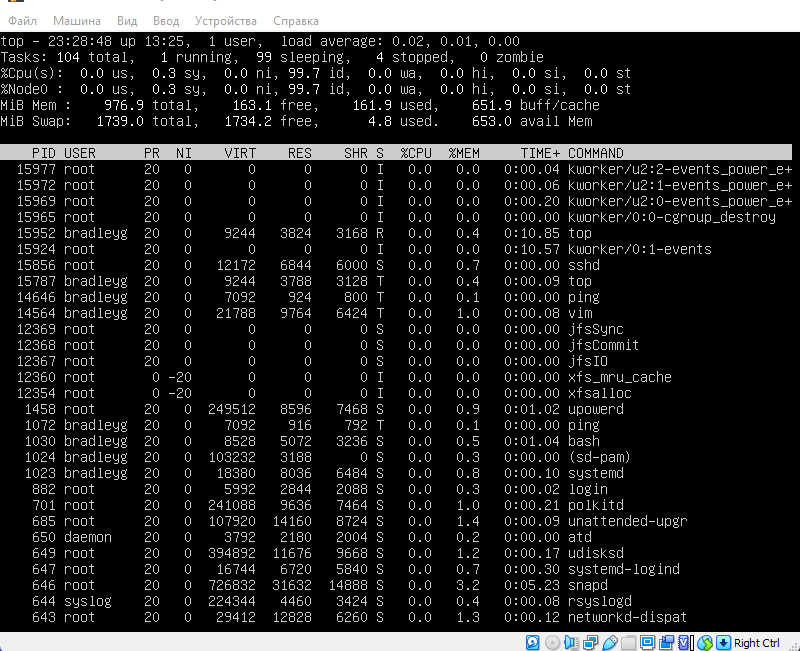 Файл Машина Вид Ввод Устройства Справка
top - 23:28:48 up 13:25,  1 user,  load average: 0.02, 0.01, 0.00
Tasks: 104 total,   1 running,  99 sleeping,   4 stopped,   0 zombie
%Cpu(s):  0.0 us,  0.3 sy,  0.0 ni, 99.7 id,  0.0 wa,  0.0 hi,  0.0 si,  0.0 st
%Node0 :  0.0 us,  0.3 sy,  0.0 ni, 99.7 id,  0.0 wa,  0.0 hi,  0.0 si,  0.0 st
MiB Mem :    976.9 total,    163.1 free,    161.9 used,    651.9 buff/cache
MiB Swap:   1739.0 total,   1734.2 free,      4.8 used.    653.0 avail Mem
PID USER      PR  NI    VIRT    RES    SHR S  %CPU  %MEM     TIME+ COMMAND
15977 root      20   0       0      0      0 I   0.0   0.0   0:00.04 kworker/u2:2-events_power_e+
15972 root      20   0       0      0      0 I   0.0   0.0   0:00.06 kworker/u2:1-events_power_e+
15969 root      20   0       0      0      0 I   0.0   0.0   0:00.20 kworker/u2:0-events_power_e+
15965 root      20   0       0      0      0 I   0.0   0.0   0:00.00 kworker/0:0-cgroup_destroy
15952 bradleyg  20   0    9244   3824   3168 R   0.0   0.4   0:10.85 top
15924 root      20   0       0      0      0 I   0.0   0.0   0:10.57 kworker/0:1-events
15856 root      20   0   12172   6844   6000 S   0.0   0.7   0:00.00 sshd
15787 bradleyg  20   0    9244   3788   3128 T   0.0   0.4   0:00.09 top
14646 bradleyg  20   0    7092    924    800 T   0.0   0.1   0:00.00 ping
14564 bradleyg  20   0   21788   9764   6424 T   0.0   1.0   0:00.08 vim
12369 root      20   0       0      0      0 S   0.0   0.0   0:00.00 jfsSync
12368 root      20   0       0      0      0 S   0.0   0.0   0:00.00 jfsCommit
12367 root      20   0       0      0      0 S   0.0   0.0   0:00.00 jfsIO
12360 root       0 -20       0      0      0 I   0.0   0.0   0:00.00 xfs_mru_cache
12354 root       0 -20       0      0      0 I   0.0   0.0   0:00.00 xfsalloc
1458 root      20   0  249512   8596   7468 S   0.0   0.9   0:01.02 upowerd
1072 bradleyg  20   0    7092    916    792 T   0.0   0.1   0:00.00 ping
1030 bradleyg  20   0    8528   5072   3236 S   0.0   0.5   0:01.04 bash
1024 bradleyg  20   0  103232   3188      0 S   0.0   0.3   0:00.00 (sd-pam)
1023 bradleyg  20   0   18380   8036   6484 S   0.0   0.8   0:00.10 systemd
882 root      20   0    5992   2844   2088 S   0.0   0.3   0:00.02 login
701 root      20   0  241088   9636   7464 S   0.0   1.0   0:00.21 polkitd
685 root      20   0  107920  14160   8724 S   0.0   1.4   0:00.09 unattended-upgr
650 daemon    20   0    3792   2180   2004 S   0.0   0.2   0:00.00 atd
649 root      20   0  394892  11676   9668 S   0.0   1.2   0:00.17 udisksd
647 root      20   0   16744   6720   5840 S   0.0   0.7   0:00.30 systemd-logind
646 root      20   0  726832  31632  14888 S   0.0   3.2   0:05.23 snapd
644 syslog    20   0  224344   4460   3424 S   0.0   0.4   0:00.08 rsyslogd
643 root      20   0   29412  12828   6260 S   0.0   1.3   0:00.12 networkd-dispat
Right Ctrl